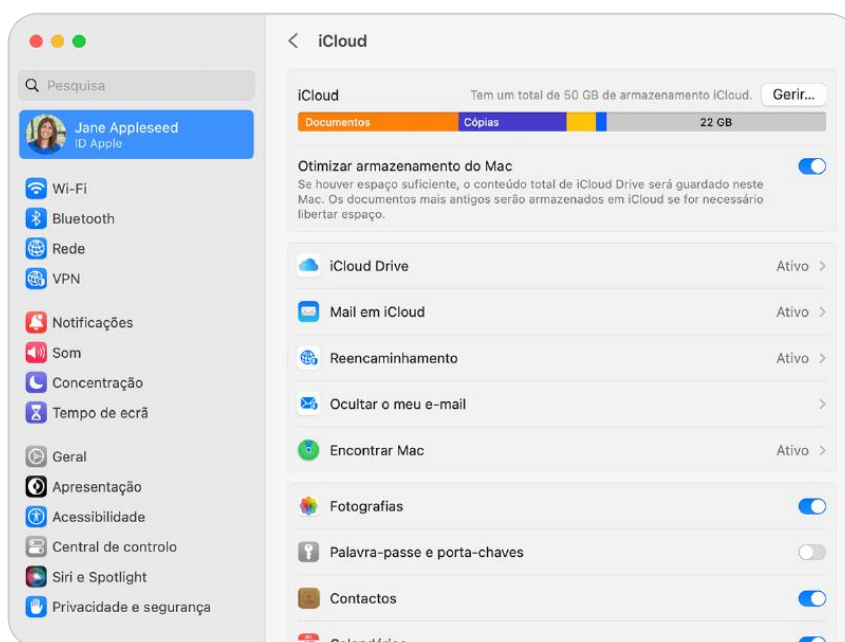 iCloud
Pesquisa
Jane Appleseed
ID Apple
Wi-Fi
Bluetooth
Rede
VPN
Notificações
Som
Concentração
Tempo de ecrã
Geral
Apresentação
Acessibilidade
Central de controlo
Siri e Spotlight
Privacidade e segurança
iCloud Tem um total de 50 GB de armazenamento iCloud. Gerir...
Documentos Cópias 22 GB
Otimizar armazenamento do Mac
Se houver espaço suficiente, o conteúdo total de iCloud Drive será guardado neste
Mac. Os documentos mais antigos serão armazenados em iCloud se for necessário
libertar espaço.
iCloud Drive Ativo
Mail em iCloud Ativo
Reencaminhamento Ativo
Ocultar o meu e-mail
Encontrar Mac Ativo
Fotografias
Palavra-passe e porta-chaves
Contactos
Calendários